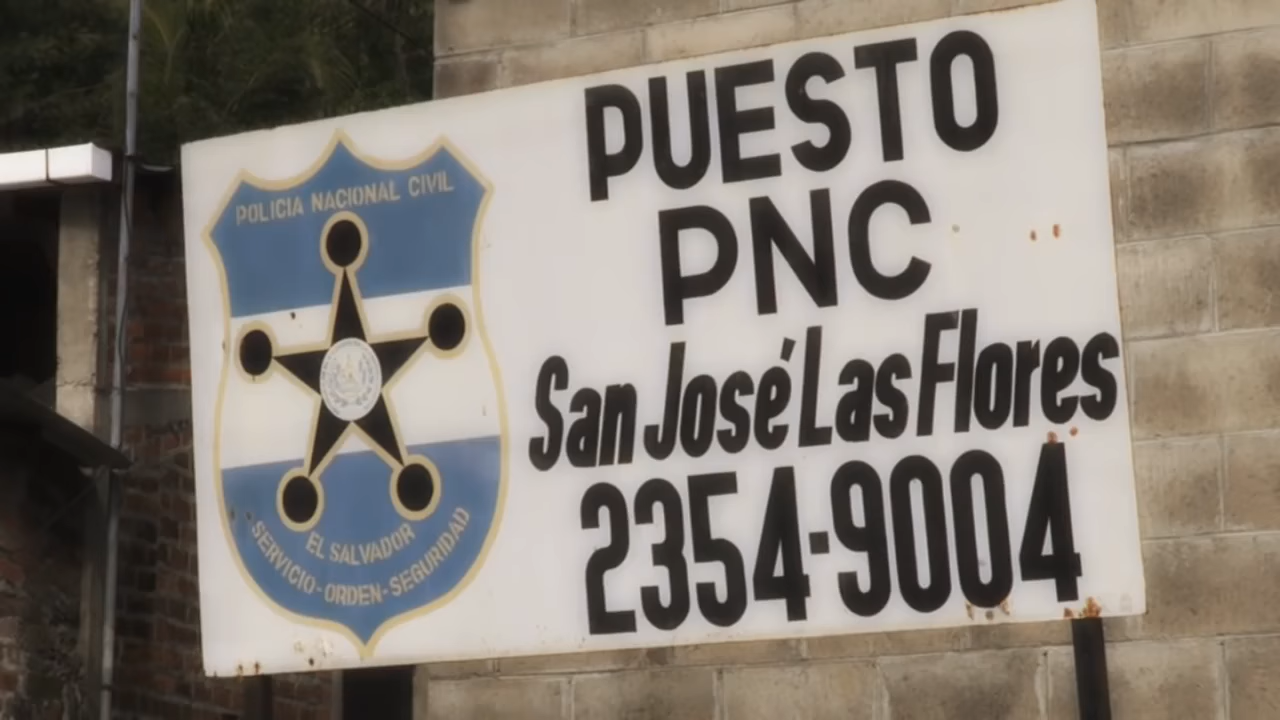 POLICIA NACIONAL CIVIL
EL SALVADOR
SERVICIO-ORDEN-SEGURIDAD
PUESTO
PNC
San José Las Flores
2354-9004